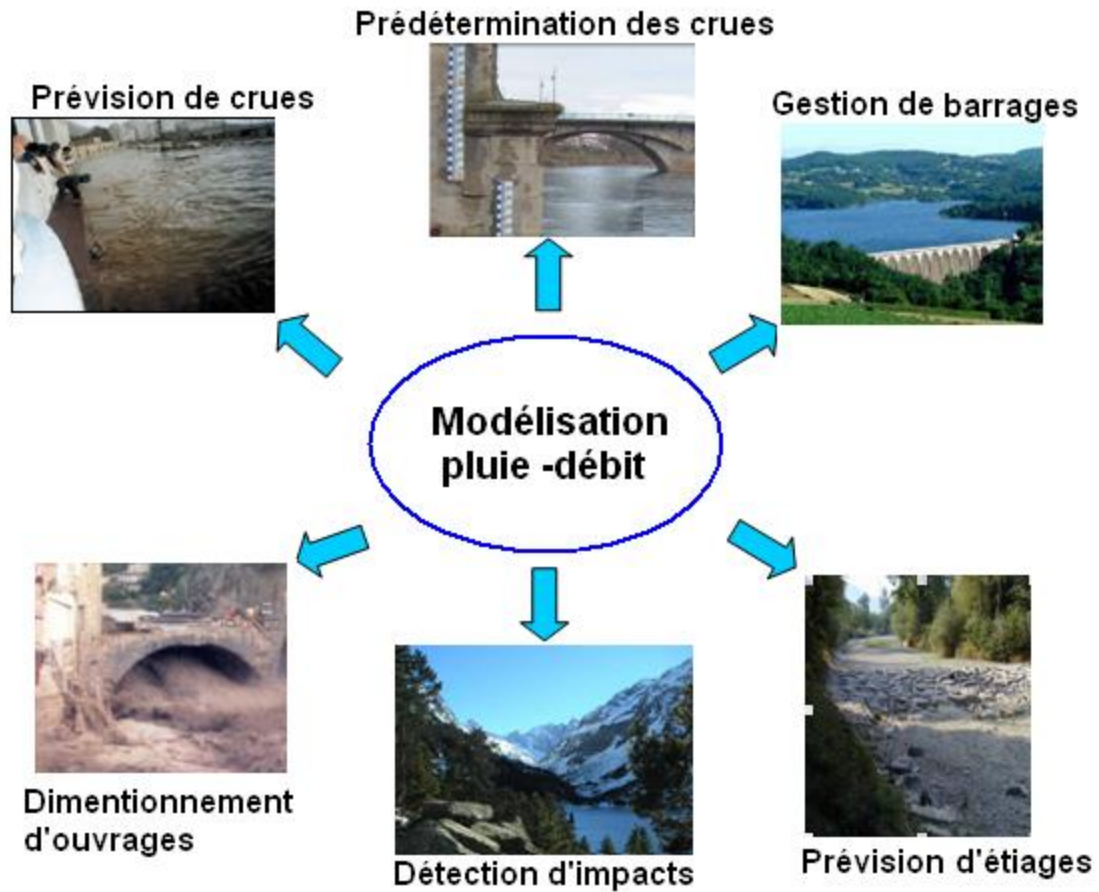 Prédétermination des crues
Prévision de crues
Gestion de barrages
Modélisation
pluie -débit
Dimentionnement
d'ouvrages
Détection d'impacts
Prévision d'étiages